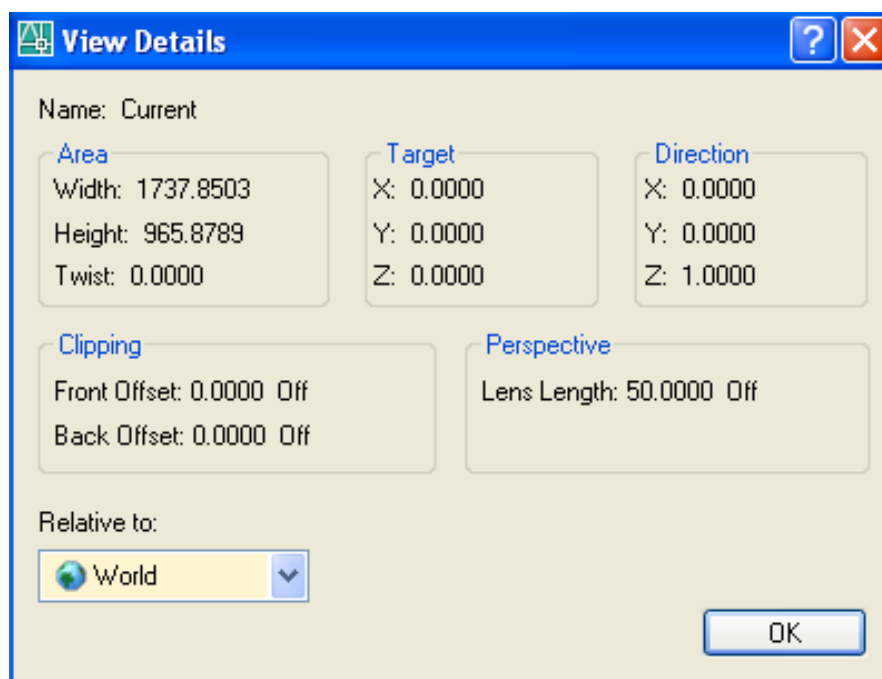 View Details
Name: Current
Area
Width: 1737.8503
Height: 965.8789
Twist: 0.0000
Target
X: 0.0000
Y: 0.0000
Z: 0.0000
Direction
X: 0.0000
Y: 0.0000
Z: 1.0000
Clipping
Front Offset: 0.0000 Off
Back Offset: 0.0000 Off
Perspective
Lens Length: 50.0000 Off
Relative to:
World
OK